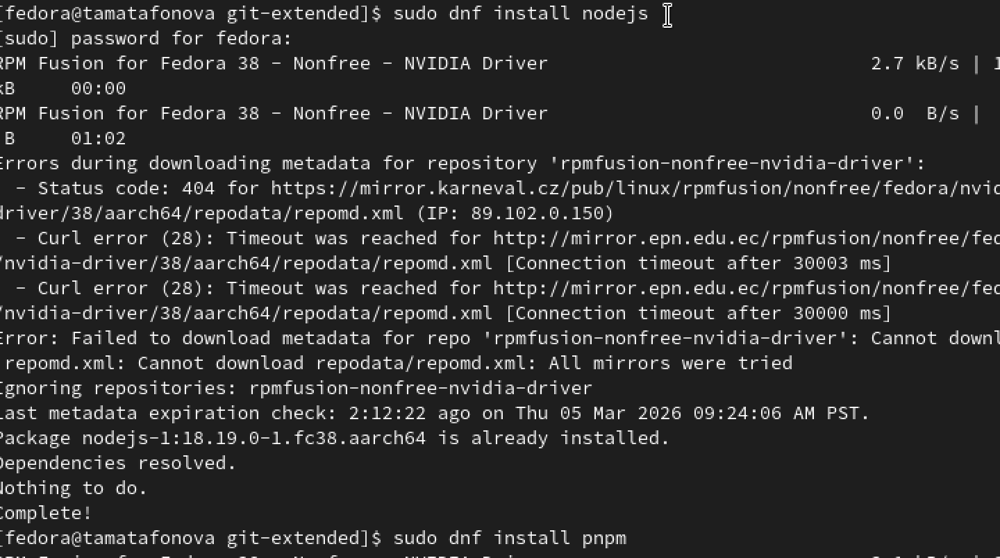 [fedora@tamatafonova git-extended]$ sudo dnf install nodejs
[sudo] password for fedora:
RPM Fusion for Fedora 38 - Nonfree - NVIDIA Driver 2.7 kB/s | 1
kB 00:00
RPM Fusion for Fedora 38 - Nonfree - NVIDIA Driver 0.0 B/s |
B 01:02
Errors during downloading metadata for repository 'rpmfusion-nonfree-nvidia-driver':
- Status code: 404 for https://mirror.karneval.cz/pub/linux/rpmfusion/nonfree/fedora/nvid
driver/38/aarch64/repodata/repomd.xml (IP: 89.102.0.150)
- Curl error (28): Timeout was reached for http://mirror.epn.edu.ec/rpmfusion/nonfree/fed
/nvidia-driver/38/aarch64/repodata/repomd.xml [Connection timeout after 30003 ms]
- Curl error (28): Timeout was reached for http://mirror.epn.edu.ec/rpmfusion/nonfree/fed
/nvidia-driver/38/aarch64/repodata/repomd.xml [Connection timeout after 30000 ms]
Error: Failed to download metadata for repo 'rpmfusion-nonfree-nvidia-driver': Cannot downl
repomd.xml: Cannot download repodata/repomd.xml: All mirrors were tried
Ignoring repositories: rpmfusion-nonfree-nvidia-driver
Last metadata expiration check: 2:12:22 ago on Thu 05 Mar 2026 09:24:06 AM PST.
Package nodejs-1:18.19.0-1.fc38.aarch64 is already installed.
Dependencies resolved.
Nothing to do.
Complete!
[fedora@tamatafonova git-extended]$ sudo dnf install pnpm